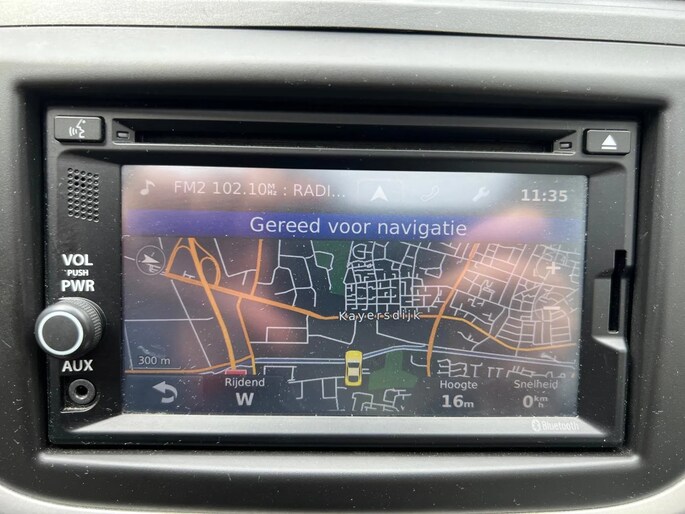 FM2 102.10 MHz : RADI...
11:35
Gereed voor navigatie
VOL
PUSH
PWR
Kayersdijk
300 m
AUX
Rijdend
W
Hoogte
16m
Snelheid
0 km/h
Bluetooth